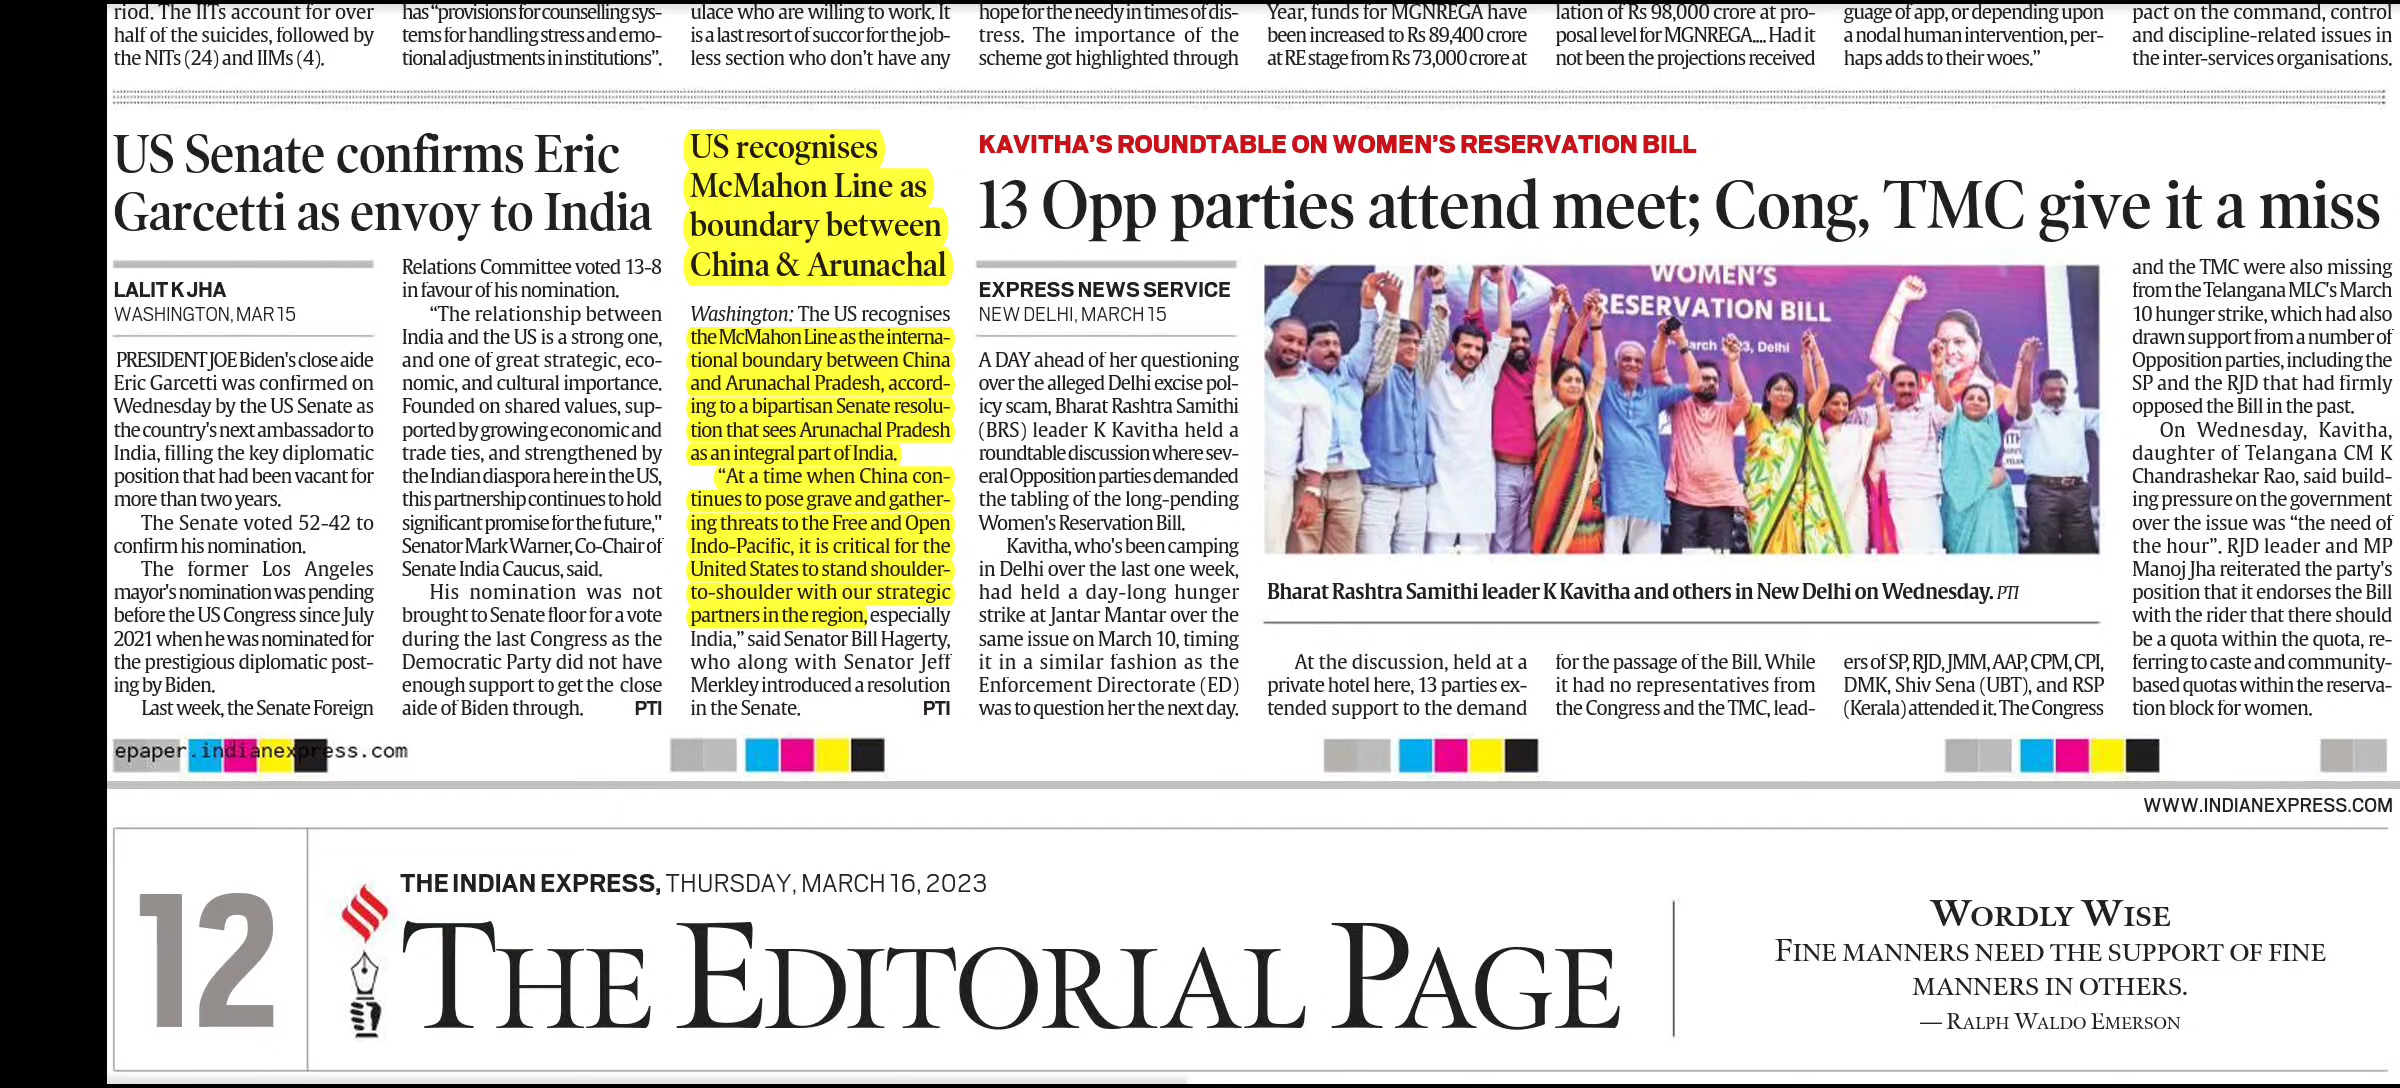 riod. The IITs account for over
half of the suicides, followed by
the NITs (24) and IIMs (4).
has “provisions for counselling sys-
tems for handling stress and emo-
tional adjustments in institutions”.
ulace who are willing to work. It
is a last resort of succor for the job-
less section who don’t have any
hope for the needy in times of dis-
tress. The importance of the
scheme got highlighted through
Year, funds for MGNREGA have
been increased to Rs 89,400 crore
at RE stage from Rs 73,000 crore at
lation of Rs 98,000 crore at pro-
posal level for MGNREGA.... Had it
not been the projections received
guage of app, or depending upon
a nodal human intervention, per-
haps adds to their woes.”
pact on the command, control
and discipline-related issues in
the inter-services organisations.
US Senate confirms Eric
Garcetti as envoy to India
LALIT K JHA
WASHINGTON, MAR 15
PRESIDENT JOE Biden's close aide
Eric Garcetti was confirmed on
Wednesday by the US Senate as
the country's next ambassador to
India, filling the key diplomatic
position that had been vacant for
more than two years.
The Senate voted 52-42 to
confirm his nomination.
The former Los Angeles
mayor's nomination was pending
before the US Congress since July
2021 when he was nominated for
the prestigious diplomatic post-
ing by Biden.
Last week, the Senate Foreign
Relations Committee voted 13-8
in favour of his nomination.
“The relationship between
India and the US is a strong one,
and one of great strategic, eco-
nomic, and cultural importance.
Founded on shared values, sup-
ported by growing economic and
trade ties, and strengthened by
the Indian diaspora here in the US,
this partnership continues to hold
significant promise for the future,"
Senator Mark Warner, Co-Chair of
Senate India Caucus, said.
His nomination was not
brought to Senate floor for a vote
during the last Congress as the
Democratic Party did not have
enough support to get the close
aide of Biden through. PTI
US recognises
McMahon Line as
boundary between
China & Arunachal
Washington: The US recognises
the McMahon Line as the interna-
tional boundary between China
and Arunachal Pradesh, accord-
ing to a bipartisan Senate resolu-
tion that sees Arunachal Pradesh
as an integral part of India.
“At a time when China con-
tinues to pose grave and gather-
ing threats to the Free and Open
Indo-Pacific, it is critical for the
United States to stand shoulder-
to-shoulder with our strategic
partners in the region, especially
India,” said Senator Bill Hagerty,
who along with Senator Jeff
Merkley introduced a resolution
in the Senate. PTI
KAVITHA’S ROUNDTABLE ON WOMEN’S RESERVATION BILL
13 Opp parties attend meet; Cong, TMC give it a miss
EXPRESS NEWS SERVICE
NEW DELHI, MARCH 15
A DAY ahead of her questioning
over the alleged Delhi excise pol-
icy scam, Bharat Rashtra Samithi
(BRS) leader K Kavitha held a
roundtable discussion where sev-
eral Opposition parties demanded
the tabling of the long-pending
Women's Reservation Bill.
Kavitha, who's been camping
in Delhi over the last one week,
had held a day-long hunger
strike at Jantar Mantar over the
same issue on March 10, timing
it in a similar fashion as the
Enforcement Directorate (ED)
was to question her the next day.
WOMEN'S
RESERVATION BILL
Delhi
Bharat Rashtra Samithi leader K Kavitha and others in New Delhi on Wednesday. PTI
At the discussion, held at a
private hotel here, 13 parties ex-
tended support to the demand
for the passage of the Bill. While
it had no representatives from
the Congress and the TMC, lead-
ers of SP, RJD, JMM, AAP, CPM, CPI,
DMK, Shiv Sena (UBT), and RSP
(Kerala) attended it. The Congress
and the TMC were also missing
from the Telangana MLC's March
10 hunger strike, which had also
drawn support from a number of
Opposition parties, including the
SP and the RJD that had firmly
opposed the Bill in the past.
On Wednesday, Kavitha,
daughter of Telangana CM K
Chandrashekar Rao, said build-
ing pressure on the government
over the issue was “the need of
the hour”. RJD leader and MP
Manoj Jha reiterated the party's
position that it endorses the Bill
with the rider that there should
be a quota within the quota, re-
ferring to caste and community-
based quotas within the reserva-
tion block for women.
epaper.indianexpress.com
WWW.INDIANEXPRESS.COM
12
THE INDIAN EXPRESS, THURSDAY, MARCH 16, 2023
THE EDITORIAL PAGE
WORDLY WISE
FINE MANNERS NEED THE SUPPORT OF FINE
MANNERS IN OTHERS.
— RALPH WALDO EMERSON